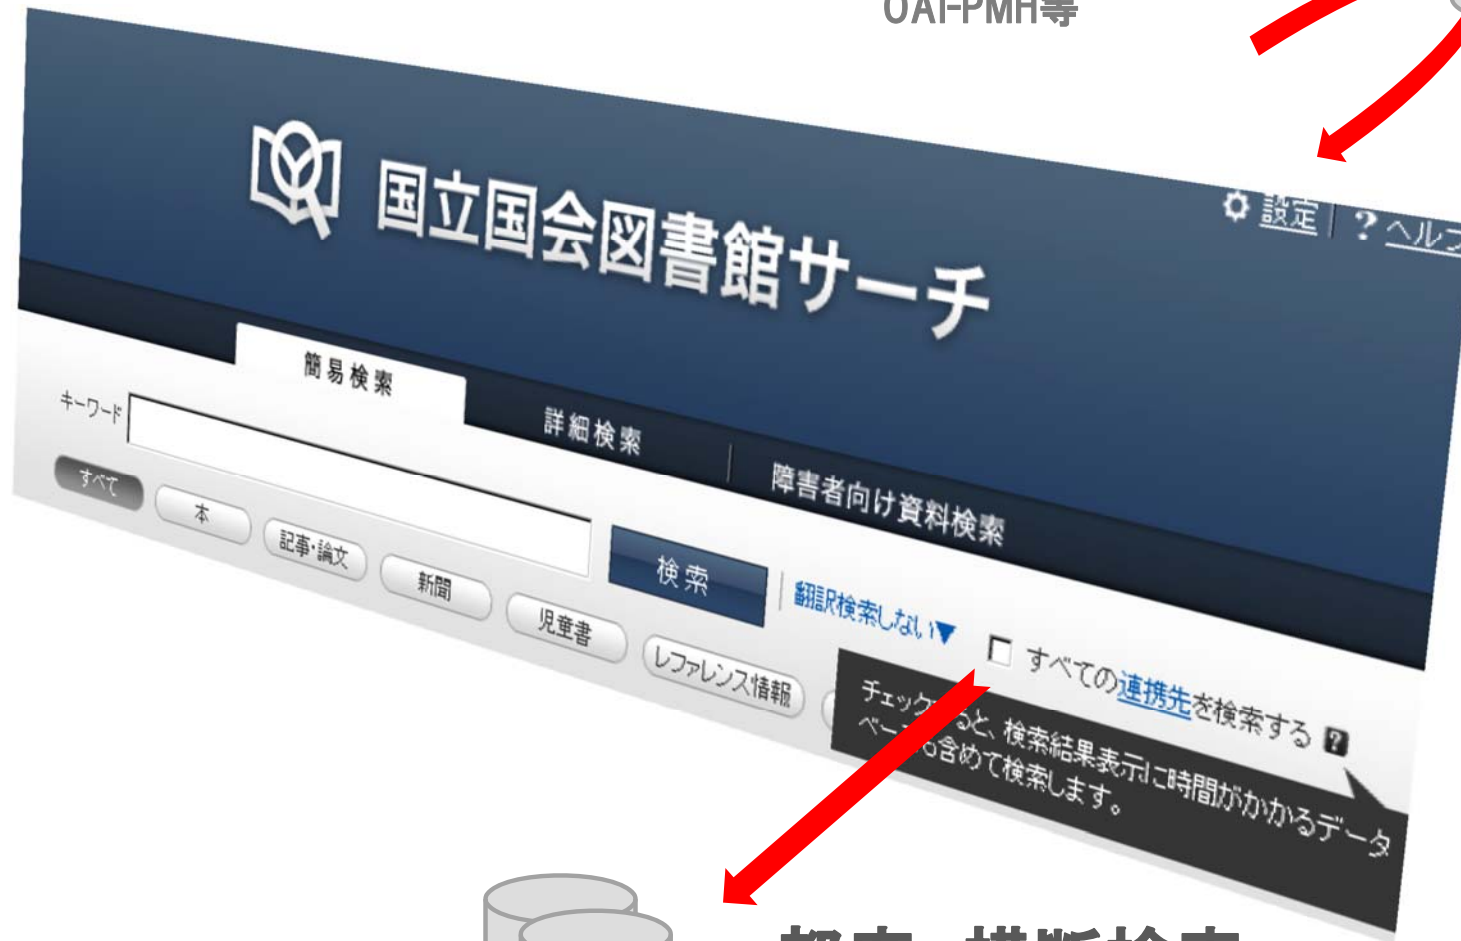 OAI-PMH等
設定 ? ヘルプ
国立国会図書館サーチ
簡易検索
詳細検索
障害者向け資料検索
キーワード
検索
翻訳検索しない▼
すべての連携先を検索する ?
すべて
本
記事・論文
新聞
児童書
レファレンス情報
チェックすると、検索結果表示に時間がかかるデータ
ベースも含めて検索します。